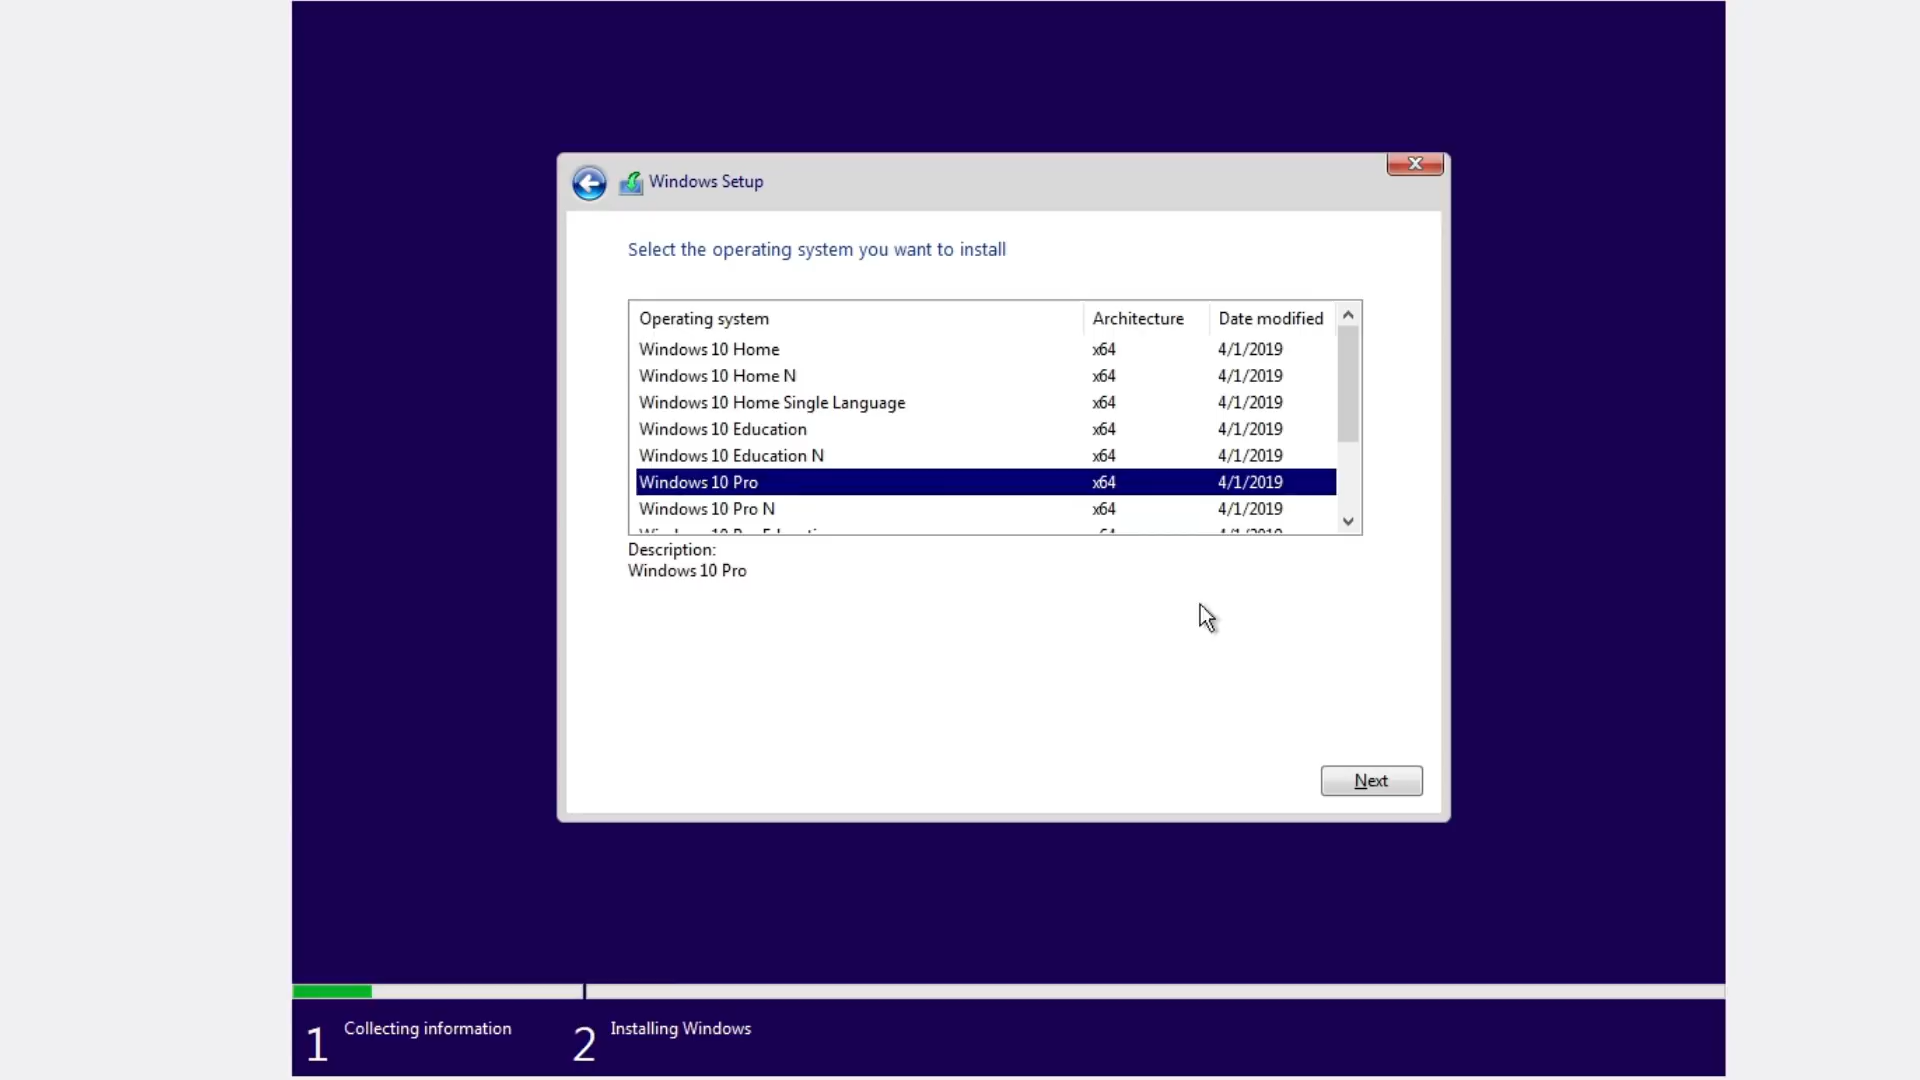 Windows Setup
Select the operating system you want to install
Operating system Architecture Date modified
Windows 10 Home x64 4/1/2019
Windows 10 Home N x64 4/1/2019
Windows 10 Home Single Language x64 4/1/2019
Windows 10 Education x64 4/1/2019
Windows 10 Education N x64 4/1/2019
Windows 10 Pro x64 4/1/2019
Windows 10 Pro N x64 4/1/2019
Description:
Windows 10 Pro
Next
1 Collecting information
2 Installing Windows